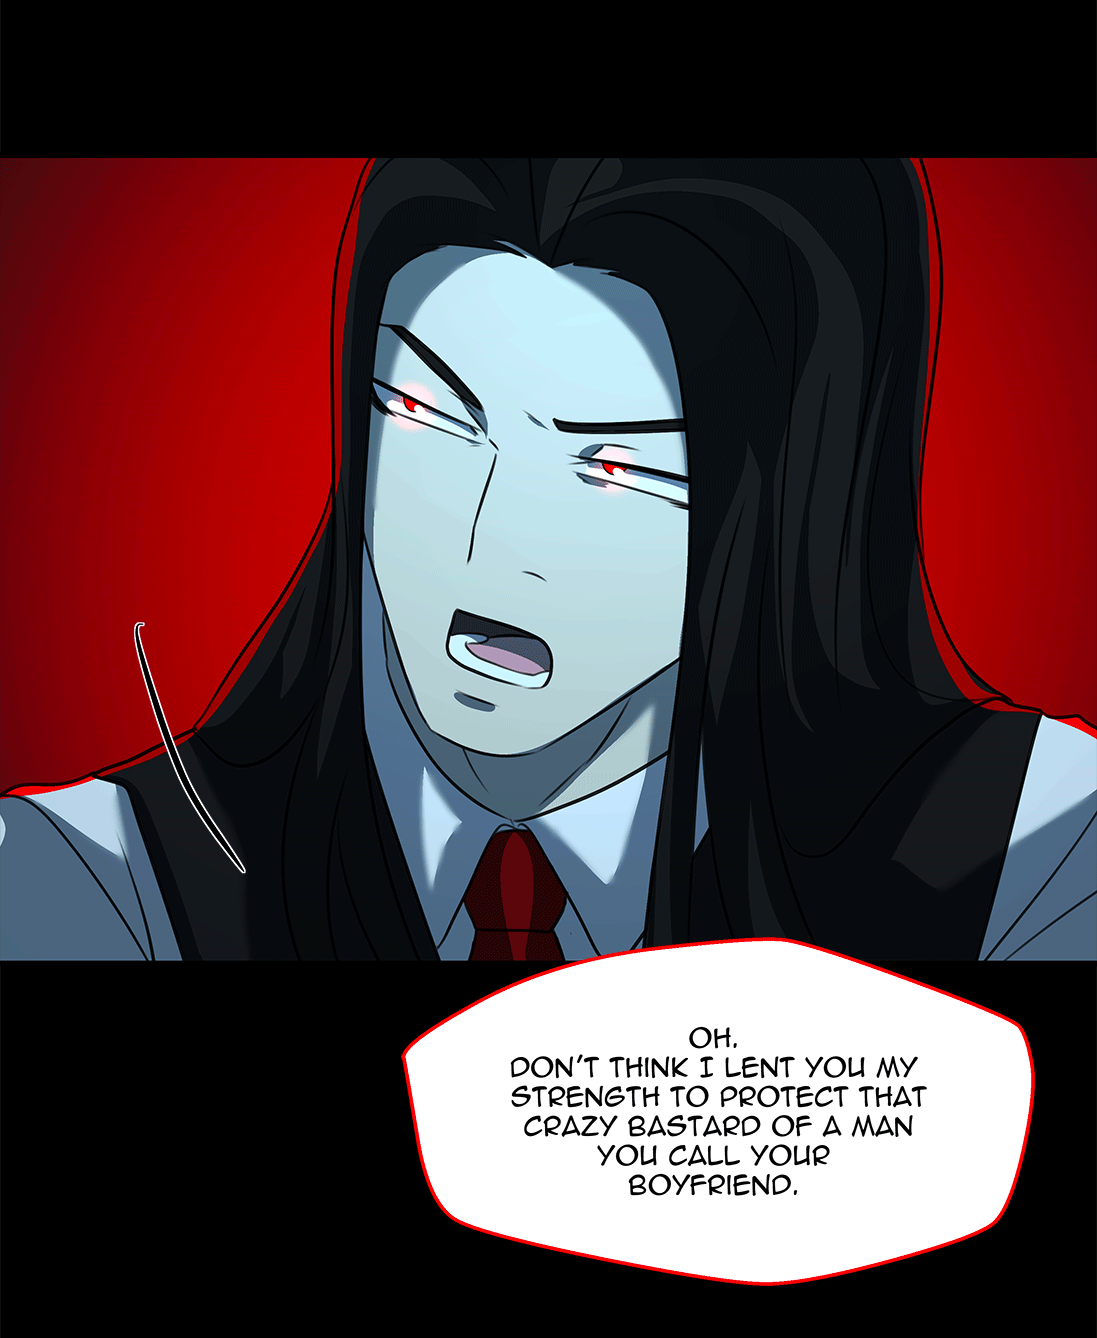 OH.
DON'T THINK I LENT YOU MY
STRENGTH TO PROTECT THAT
CRAZY BASTARD OF A MAN
YOU CALL YOUR
BOYFRIEND.